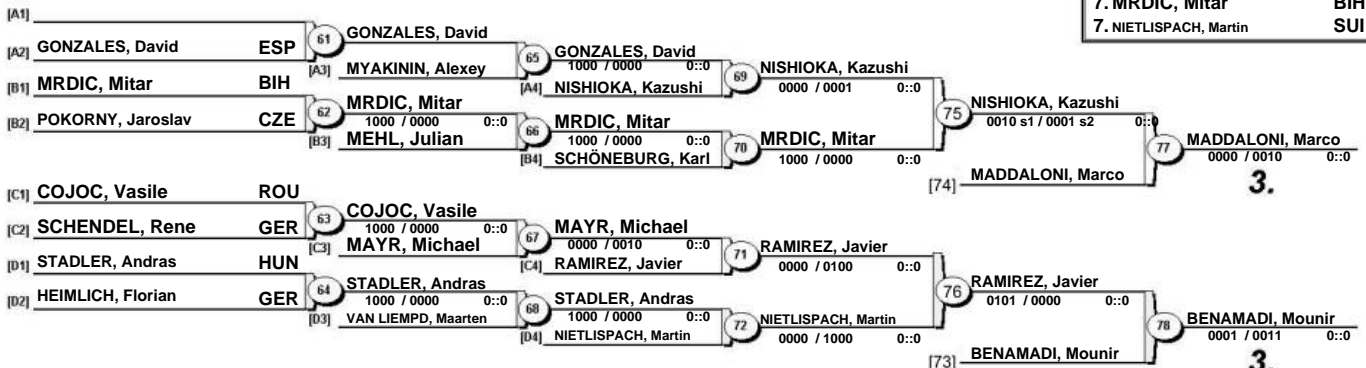 7. MRDIC, Mitar BIH
7. NIETLISPACH, Martin SUI
[A1]
[A2] GONZALES, David ESP
61 GONZALES, David
[A3] MYAKININ, Alexey
65 GONZALES, David
1000 / 0000 0::0
[A4] NISHIOKA, Kazushi
69 NISHIOKA, Kazushi
0000 / 0001 0::0
[B1] MRDIC, Mitar BIH
[B2] POKORNY, Jaroslav CZE
62 MRDIC, Mitar
1000 / 0000 0::0
[B3] MEHL, Julian
66 MRDIC, Mitar
1000 / 0000 0::0
[B4] SCHÖNEBURG, Karl
70 MRDIC, Mitar
1000 / 0000 0::0
75 NISHIOKA, Kazushi
0010 s1 / 0001 s2 0::0
[74] MADDALONI, Marco
77 MADDALONI, Marco
0000 / 0010 0::0
3.
[C1] COJOC, Vasile ROU
[C2] SCHENDEL, Rene GER
63 COJOC, Vasile
1000 / 0000 0::0
[C3] MAYR, Michael
67 MAYR, Michael
0000 / 0010 0::0
[C4] RAMIREZ, Javier
71 RAMIREZ, Javier
0000 / 0100 0::0
[D1] STADLER, Andras HUN
[D2] HEIMLICH, Florian GER
64 STADLER, Andras
1000 / 0000 0::0
[D3] VAN LIEMPD, Maarten
68 STADLER, Andras
1000 / 0000 0::0
[D4] NIETLISPACH, Martin
72 NIETLISPACH, Martin
0000 / 1000 0::0
76 RAMIREZ, Javier
0101 / 0000 0::0
[73] BENAMADI, Mounir
78 BENAMADI, Mounir
0001 / 0011 0::0
3.